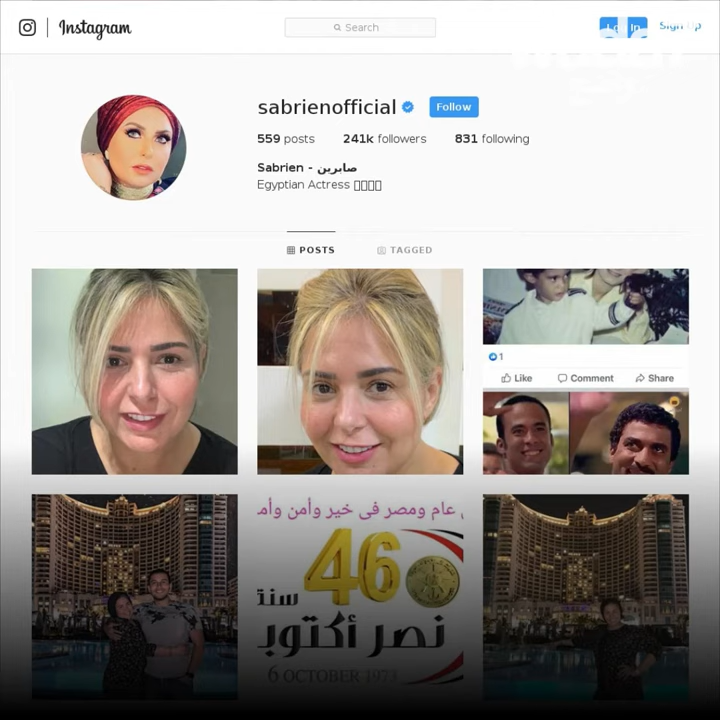 Instagram
Search
Log In
Sign Up
sabrienofficial
Follow
559 posts 241k followers 831 following
Sabrien - صابرين
Egyptian Actress
POSTS TAGGED
1
Like Comment Share
عام ومصر فى خير وأمن
46
سنة
نصر أكتوبر
6 OCTOBER 1973